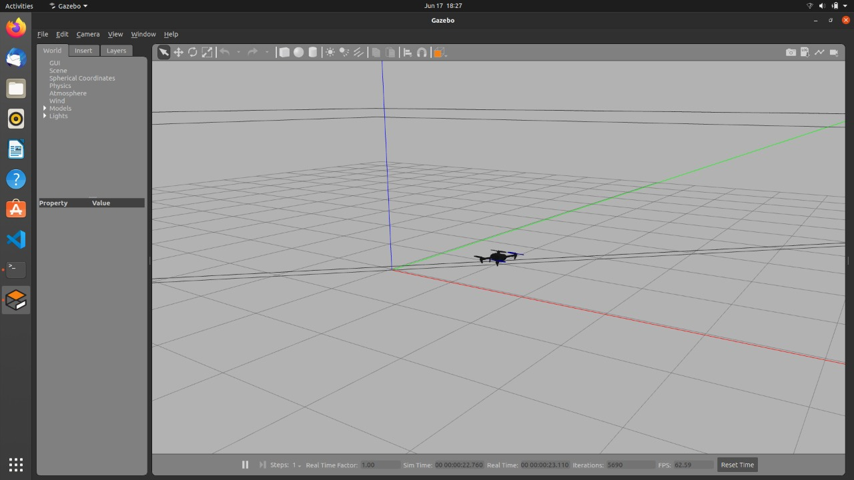 Activities Gazebo Jun 17 18:27
Gazebo
File Edit Camera View Window Help
World Insert Layers
GUI
Scene
Spherical Coordinates
Physics
Atmosphere
Wind
Models
Lights
Property Value
Steps: 1 Real Time Factor: 1.00 Sim Time: 00 00:00:22.760 Real Time: 00 00:00:23.110 Iterations: 5690 FPS: 62.39 Reset Time